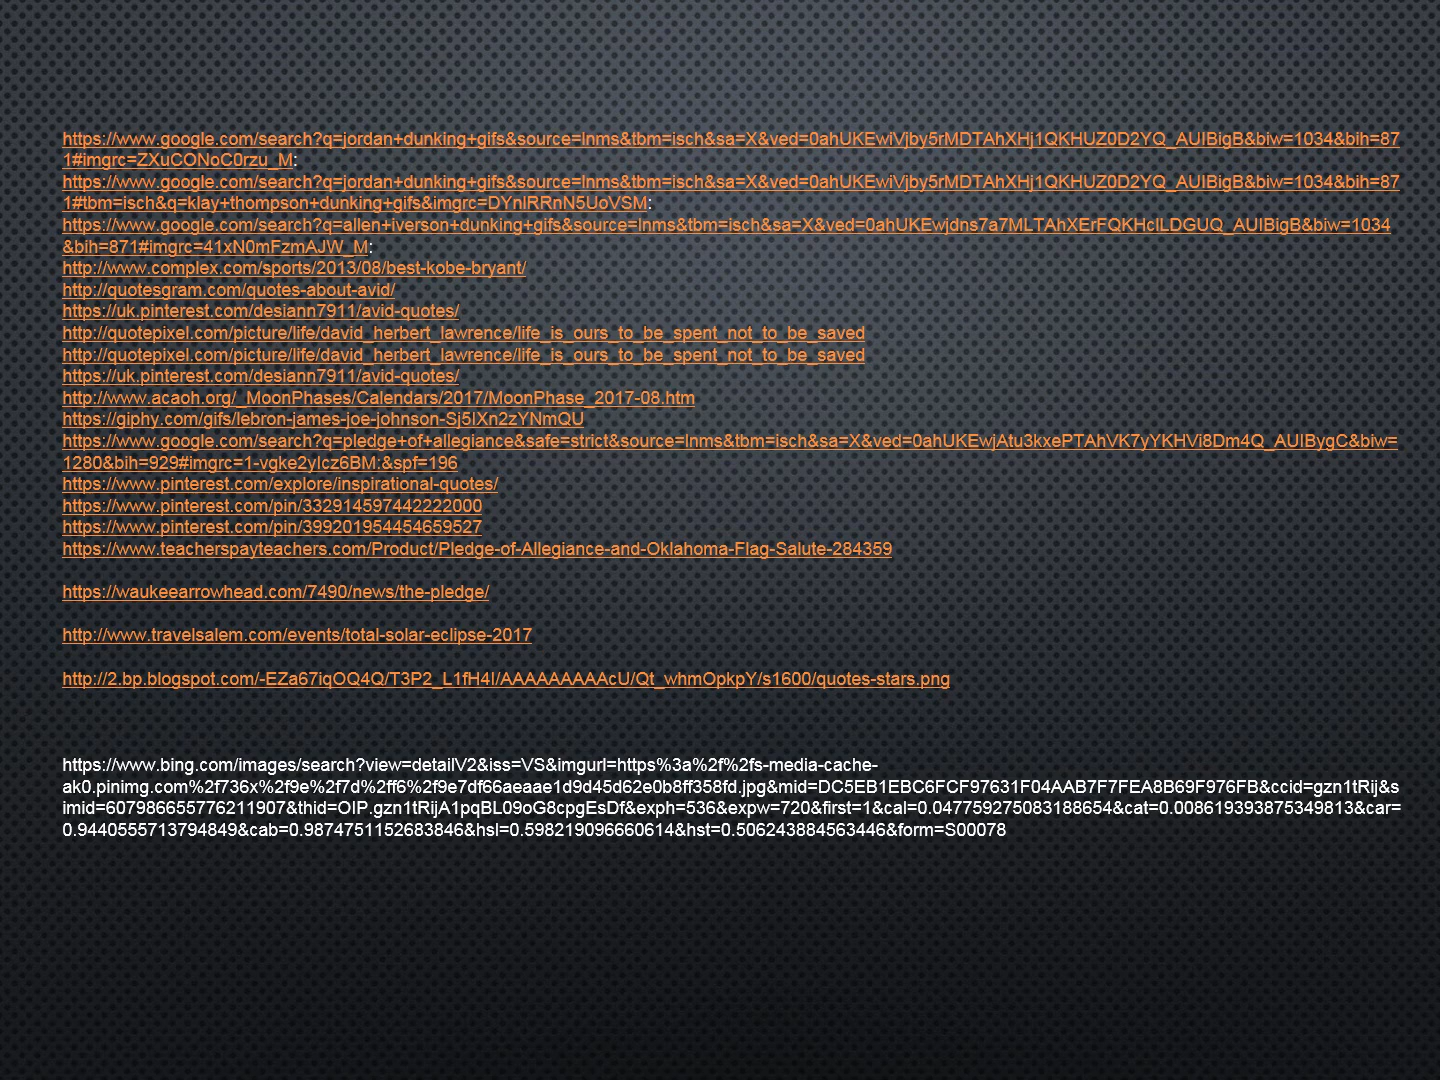 https://www.google.com/search?q=jordan+dunking+gifs&source=lnms&tbm=isch&sa=X&ved=0ahUKEwiVjby5rMDTAhXHj1QKHUZ0D2YQ_AUIBigB&biw=1034&bih=87
1#imgrc=ZXuCONoC0rzu_M:
https://www.google.com/search?q=jordan+dunking+gifs&source=lnms&tbm=isch&sa=X&ved=0ahUKEwiVjby5rMDTAhXHj1QKHUZ0D2YQ_AUIBigB&biw=1034&bih=87
1#tbm=isch&q=klay+thompson+dunking+gifs&imgrc=DYnlRRnN5UoVSM:
https://www.google.com/search?q=allen+iverson+dunking+gifs&source=lnms&tbm=isch&sa=X&ved=0ahUKEwjdns7a7MLTAhXErFQKHclLDGUQ_AUIBigB&biw=1034
&bih=871#imgrc=41xN0mFzmAJW_M:
http://www.complex.com/sports/2013/08/best-kobe-bryant/
http://quotesgram.com/quotes-about-avid/
https://uk.pinterest.com/desiann7911/avid-quotes/
http://quotepixel.com/picture/life/david_herbert_lawrence/life_is_ours_to_be_spent_not_to_be_saved
http://quotepixel.com/picture/life/david_herbert_lawrence/life_is_ours_to_be_spent_not_to_be_saved
https://uk.pinterest.com/desiann7911/avid-quotes/
http://www.acaoh.org/_MoonPhases/Calendars/2017/MoonPhase_2017-08.htm
https://giphy.com/gifs/lebron-james-joe-johnson-Sj5IXn2zYNmQU
https://www.google.com/search?q=pledge+of+allegiance&safe=strict&source=lnms&tbm=isch&sa=X&ved=0ahUKEwjAtu3kxePTAhVK7yYKHVi8Dm4Q_AUIBygC&biw=
1280&bih=929#imgrc=1-vgke2yIcz6BM:&spf=196
https://www.pinterest.com/explore/inspirational-quotes/
https://www.pinterest.com/pin/332914597442222000
https://www.pinterest.com/pin/399201954454659527
https://www.teacherspayteachers.com/Product/Pledge-of-Allegiance-and-Oklahoma-Flag-Salute-284359
https://waukeearrowhead.com/7490/news/the-pledge/
http://www.travelsalem.com/events/total-solar-eclipse-2017
http://2.bp.blogspot.com/-EZa67iqOQ4Q/T3P2_L1fH4I/AAAAAAAAAcU/Qt_whmOpkpY/s1600/quotes-stars.png
https://www.bing.com/images/search?view=detailV2&iss=VS&imgurl=https%3a%2f%2fs-media-cache-
ak0.pinimg.com%2f736x%2f9e%2f7d%2ff6%2f9e7df66aeaae1d9d45d62e0b8ff358fd.jpg&mid=DC5EB1EBC6FCF97631F04AAB7F7FEA8B69F976FB&ccid=gzn1tRij&s
imid=607986655776211907&thid=OIP.gzn1tRijA1pqBL09oG8cpgEsDf&exph=536&expw=720&first=1&cal=0.047759275083188654&cat=0.008619393875349813&car=
0.9440555713794849&cab=0.9874751152683846&hsl=0.598219096660614&hst=0.506243884563446&form=S00078